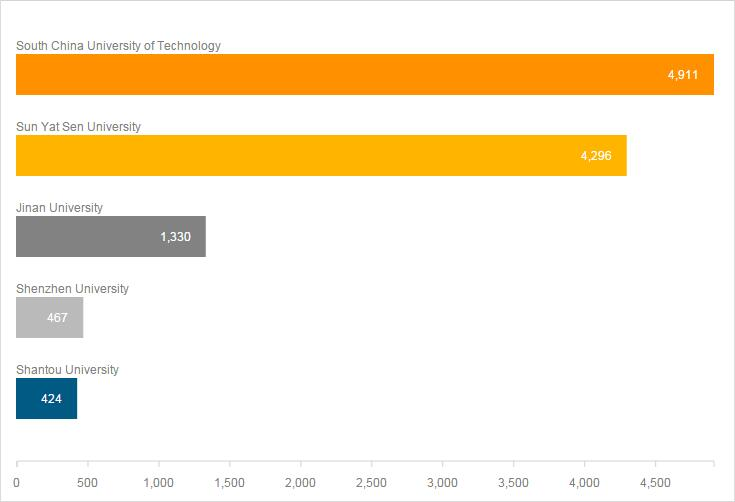 South China University of Technology
4,911
Sun Yat Sen University
4,296
Jinan University
1,330
Shenzhen University
467
Shantou University
424
0 500 1,000 1,500 2,000 2,500 3,000 3,500 4,000 4,500